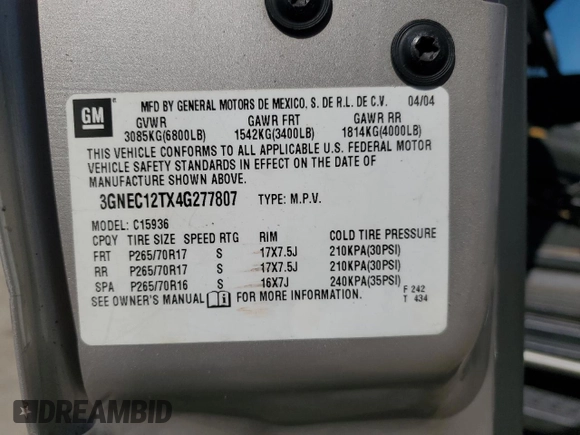 GM
MFD BY GENERAL MOTORS DE MEXICO, S. DE R.L. DE C.V. 04/04
GVWR GAWR FRT GAWR RR
3085KG(6800LB) 1542KG(3400LB) 1814KG(4000LB)
THIS VEHICLE CONFORMS TO ALL APPLICABLE U.S. FEDERAL MOTOR
VEHICLE SAFETY STANDARDS IN EFFECT ON THE DATE OF
MANUFACTURE SHOWN ABOVE.
3GNEC12TX4G277807 TYPE: M.P.V.
MODEL: C15936
CPQY TIRE SIZE SPEED RTG RIM COLD TIRE PRESSURE
FRT P265/70R17 S 17X7.5J 210KPA(30PSI)
RR P265/70R17 S 17X7.5J 210KPA(30PSI)
SPA P265/70R16 S 16X7J 240KPA(35PSI)
SEE OWNER'S MANUAL FOR MORE INFORMATION. F 242
T 434
DREAMBID